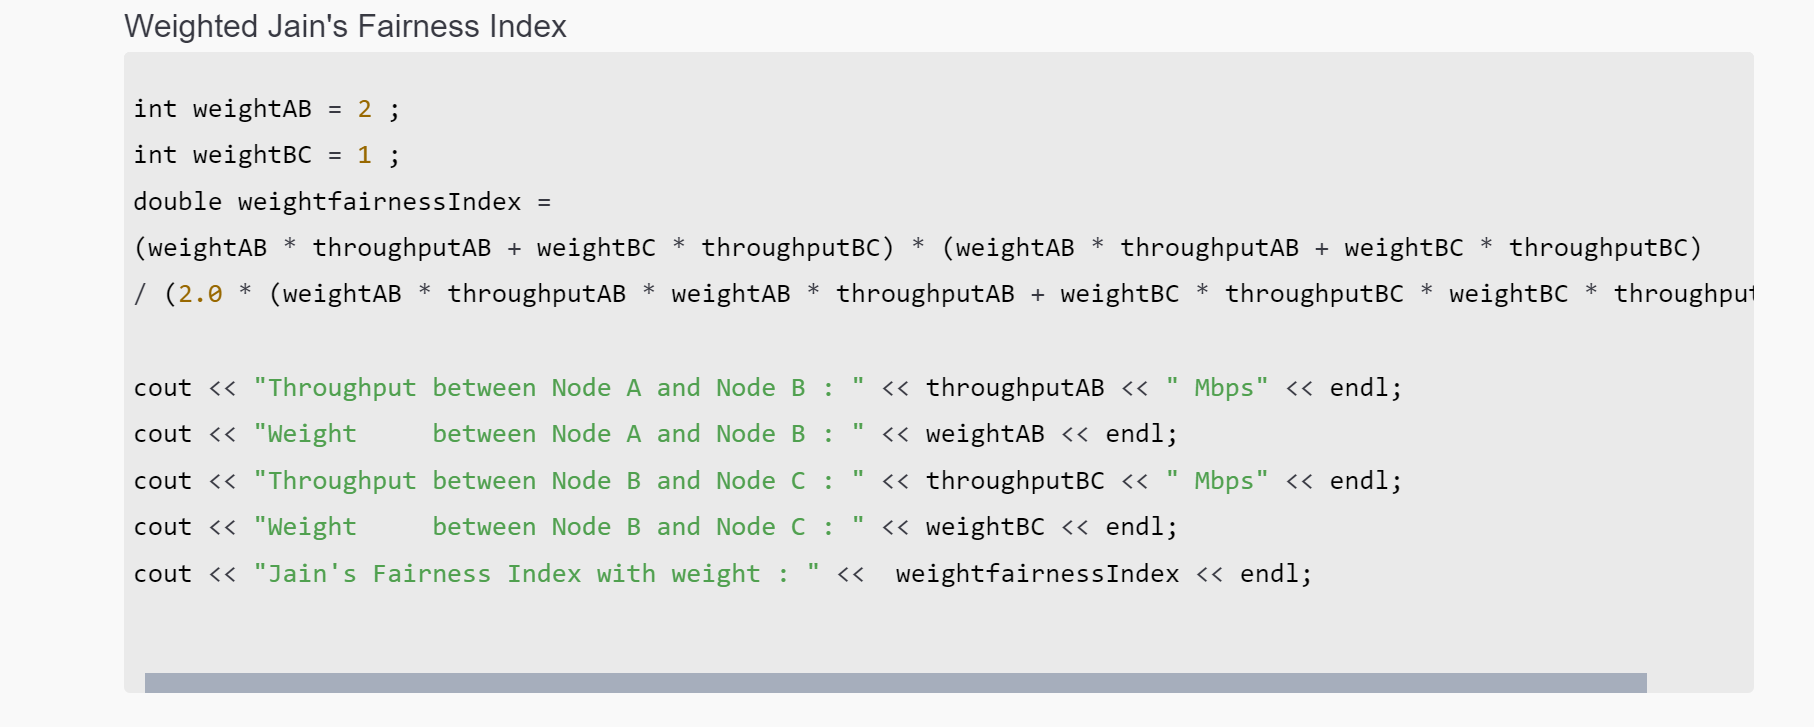 Weighted Jain's Fairness Index
int weightAB = 2 ;
int weightBC = 1 ;
double weightfairnessIndex =
(weightAB * throughputAB + weightBC * throughputBC) * (weightAB * throughputAB + weightBC * throughputBC)
/ (2.0 * (weightAB * throughputAB * weightAB * throughputAB + weightBC * throughputBC * weightBC * throughput
cout << "Throughput between Node A and Node B : " << throughputAB << " Mbps" << endl;
cout << "Weight     between Node A and Node B : " << weightAB << endl;
cout << "Throughput between Node B and Node C : " << throughputBC << " Mbps" << endl;
cout << "Weight     between Node B and Node C : " << weightBC << endl;
cout << "Jain's Fairness Index with weight : " <<  weightfairnessIndex << endl;